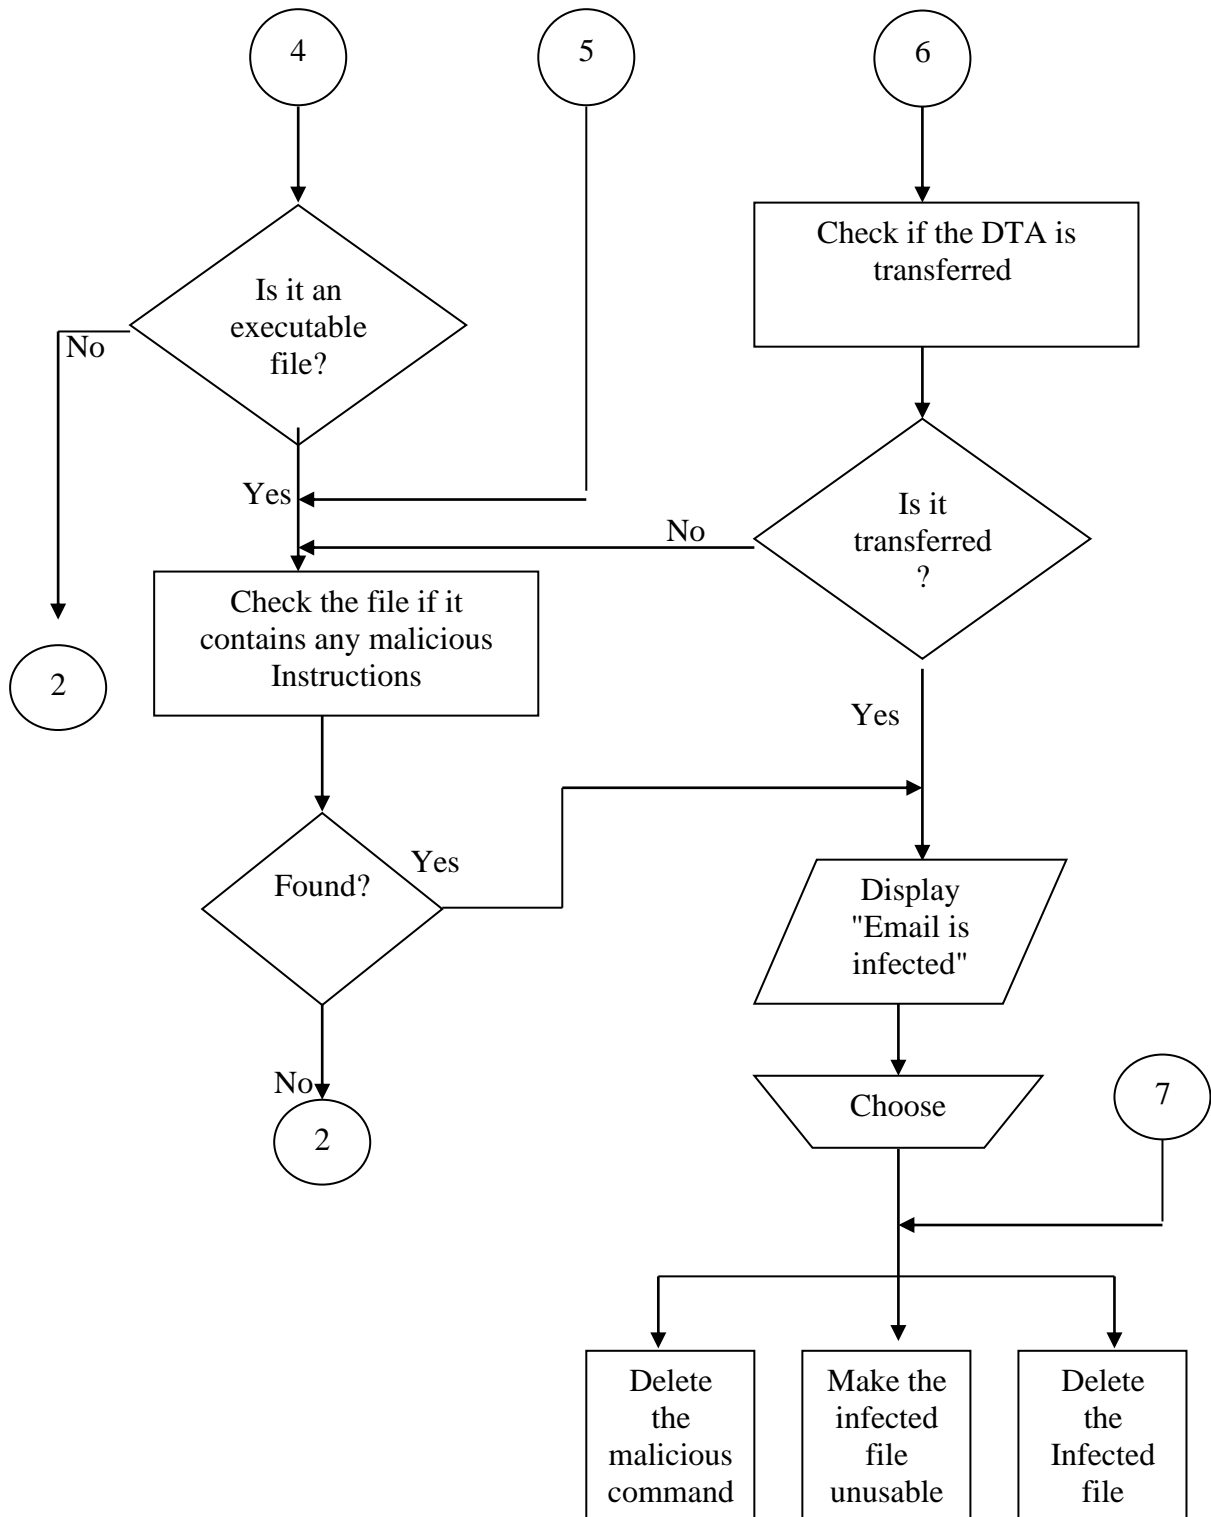 4
5
6
Check if the DTA is
transferred
Is it an
executable
file?
No
Yes
Is it
transferred
?
No
Check the file if it
contains any malicious
Instructions
2
Yes
Found?
Yes
Display
"Email is
infected"
No
2
Choose
7
Delete
the
malicious
command
Make the
infected
file
unusable
Delete
the
Infected
file